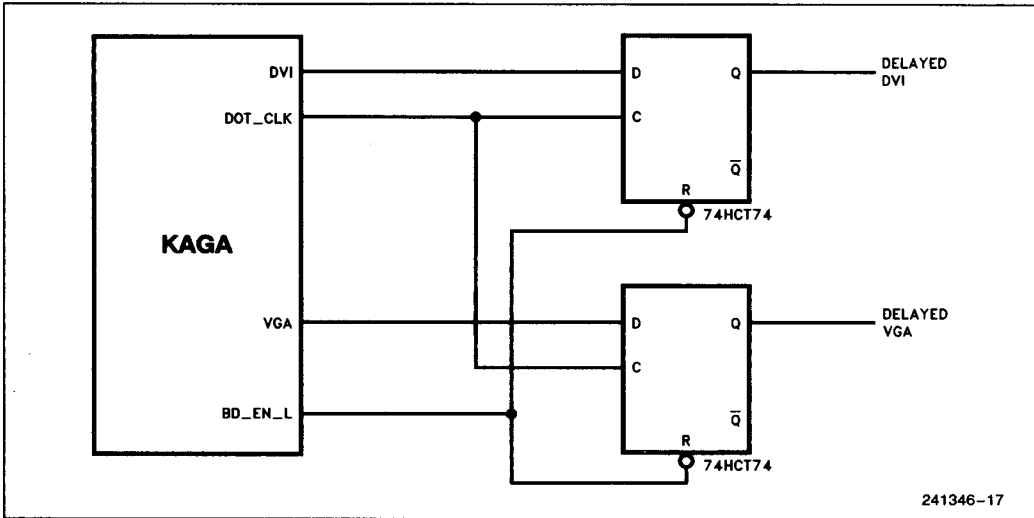 KAGA
DVI
DOT_CLK
VGA
BD_EN_L
D
C
Q
Q̅
R
74HCT74
DELAYED
DVI
D
C
Q
Q̅
R
74HCT74
DELAYED
VGA
241346-17